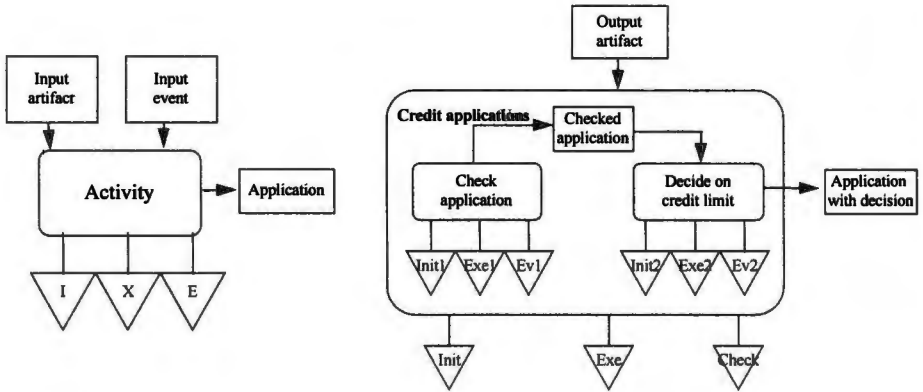 Input
artifacr
Input
event
Activity
Application
I
X
E
Output
artifact
Credit applications
Checked
application
Check
application
Decide on
credit limit
Application
with decision
Init1
Exe1
Ev1
Init2
Exe2
Ev2
Init
Exe
Check